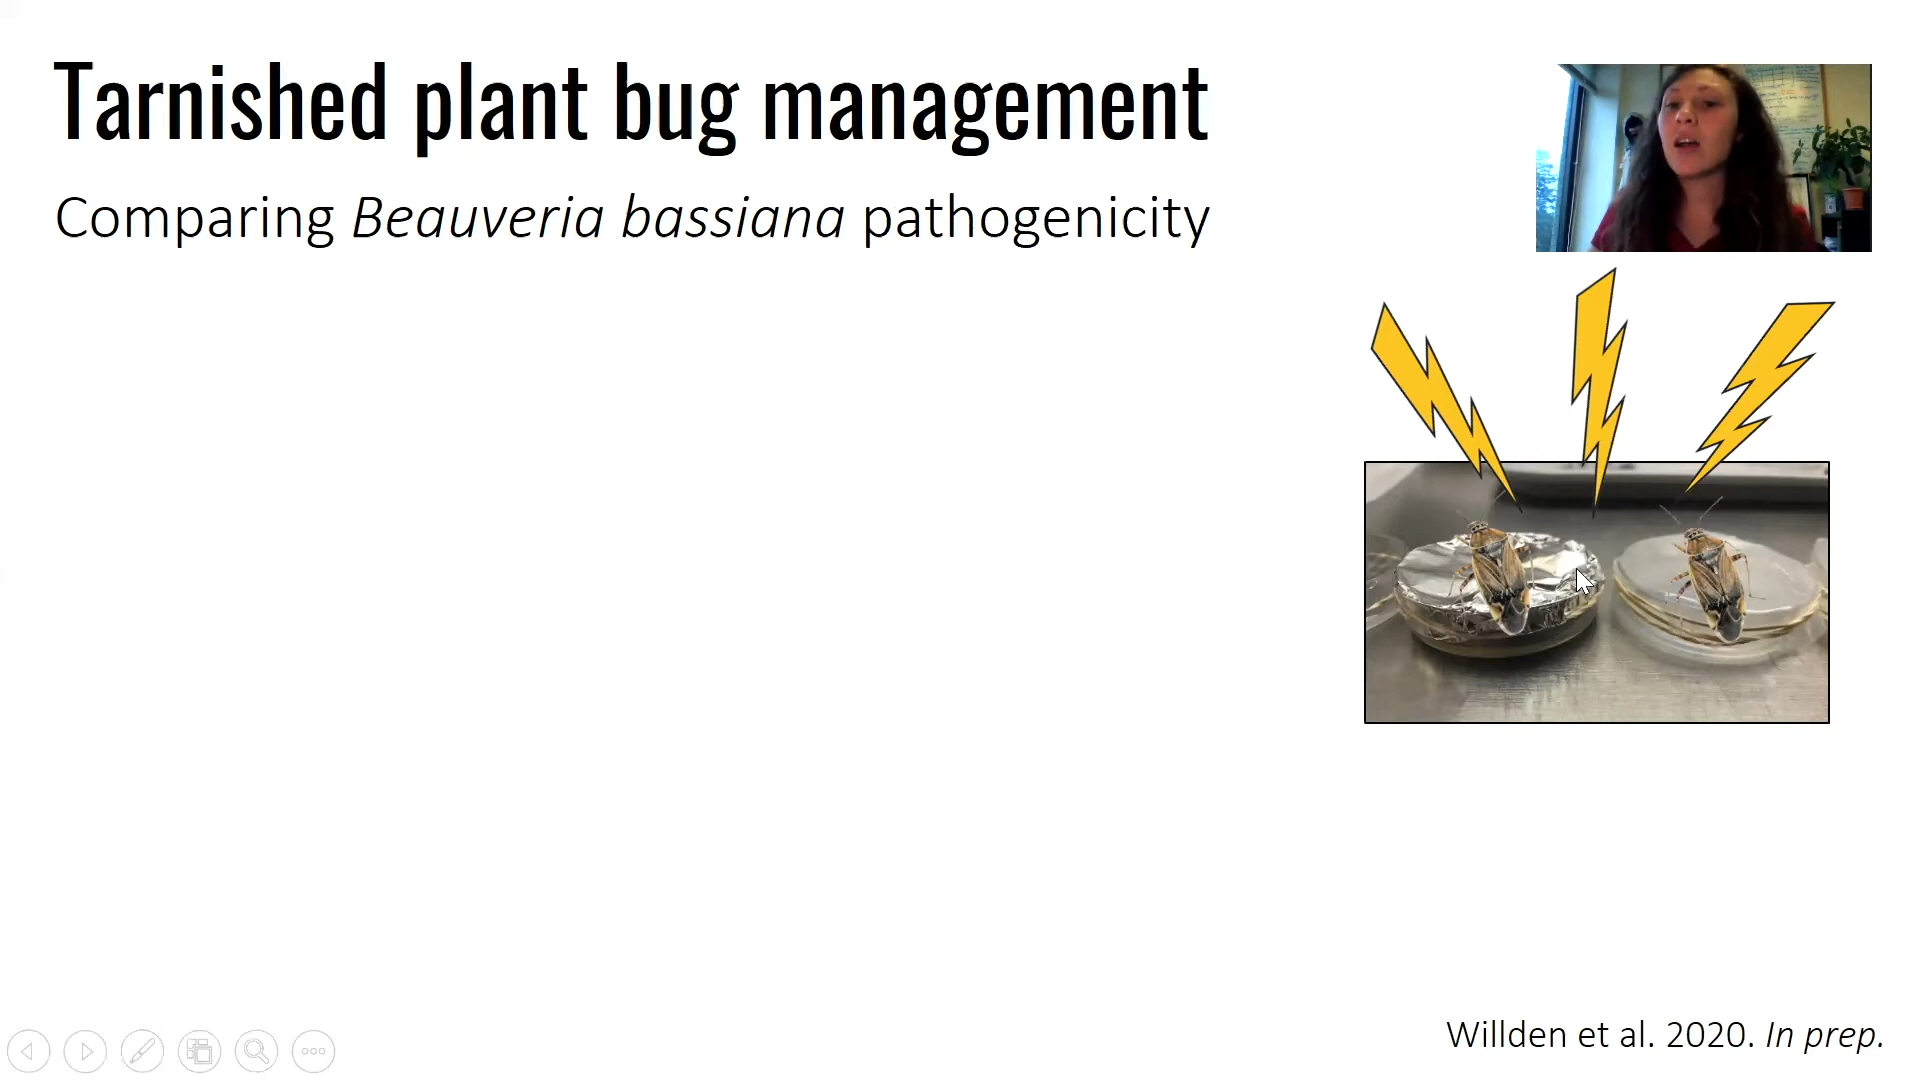 Tarnished plant bug management
Comparing Beauveria bassiana pathogenicity
Willden et al. 2020. In prep.